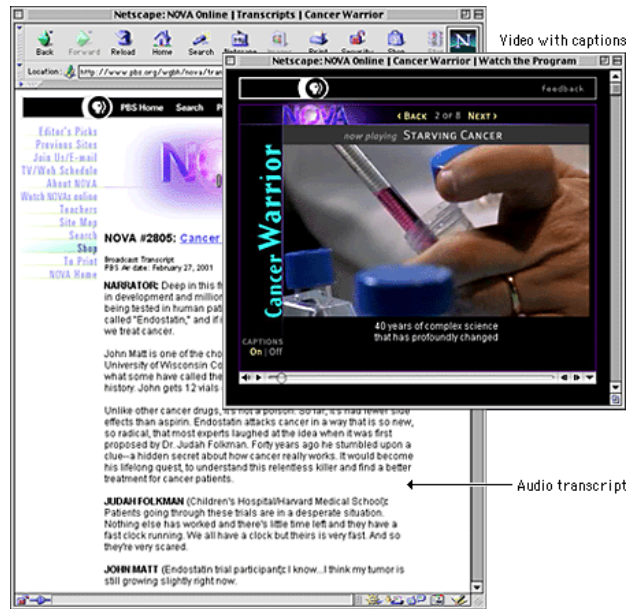 Netscape: NOVA Online | Transcripts | Cancer Warrior
Back Forward Reload Home Search Netscape Images Print Security Shop Stop
Location: http://www.pbs.org/wgbh/nova/tran
PBS Home Search P
Editor's Picks
Previous Sites
Join Us/E-mail
TV/Web Schedule
About NOVA
Watch NOVAs online
Teachers
Site Map
Search
Shop
To Print
NOVA Home
NOVA #2805: Cancer
Broadcast Transcript
PBS Air date: February 27, 2001
NARRATOR: Deep in this fr
in development and million
being tested in human pat
called "Endostatin," and if i
we treat cancer.
John Matt is one of the cho
University of Wisconsin Co
what some have called the
history. John gets 12 vials
Unlike other cancer drugs, it's not a poison. So far, it's had fewer side
effects than aspirin. Endostatin attacks cancer in a way that is so new,
so radical, that most experts laughed at the idea when it was first
proposed by Dr. Judah Folkman. Forty years ago he stumbled upon a
clue--a hidden secret about how cancer really works. It would become
his lifelong quest, to understand this relentless killer and find a better
treatment for cancer patients.
JUDAH FOLKMAN (Children's Hospital/Harvard Medical School):
Patients going through these trials are in a desperate situation.
Nothing else has worked and there's little time left and they have a
fast clock running. We all have a clock but theirs is very fast. And so
they're very scared.
JOHN MATT (Endostatin trial participant): I know...I think my tumor is
still growing slightly right now.
Video with captions
Netscape: NOVA Online | Cancer Warrior | Watch the Program
feedback
NOVA
‹ BACK 2 OF 8 NEXT ›
now playing STARVING CANCER
Cancer Warrior
40 years of complex science
that has profoundly changed
CAPTIONS
On | Off
Audio transcript